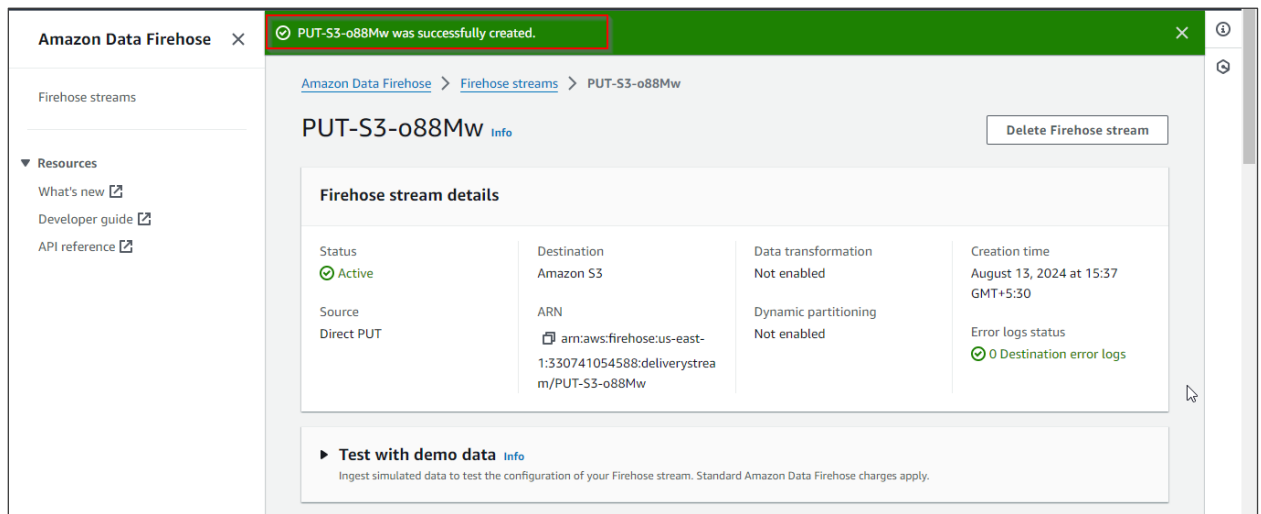 Amazon Data Firehose
Firehose streams
Resources
What's new
Developer guide
API reference
PUT-S3-o88Mw was successfully created.
Amazon Data Firehose > Firehose streams > PUT-S3-o88Mw
PUT-S3-o88Mw Info
Delete Firehose stream
Firehose stream details
Status
Active
Source
Direct PUT
Destination
Amazon S3
ARN
arn:aws:firehose:us-east-
1:330741054588:deliverystrea
m/PUT-S3-o88Mw
Data transformation
Not enabled
Dynamic partitioning
Not enabled
Creation time
August 13, 2024 at 15:37
GMT+5:30
Error logs status
0 Destination error logs
Test with demo data Info
Ingest simulated data to test the configuration of your Firehose stream. Standard Amazon Data Firehose charges apply.